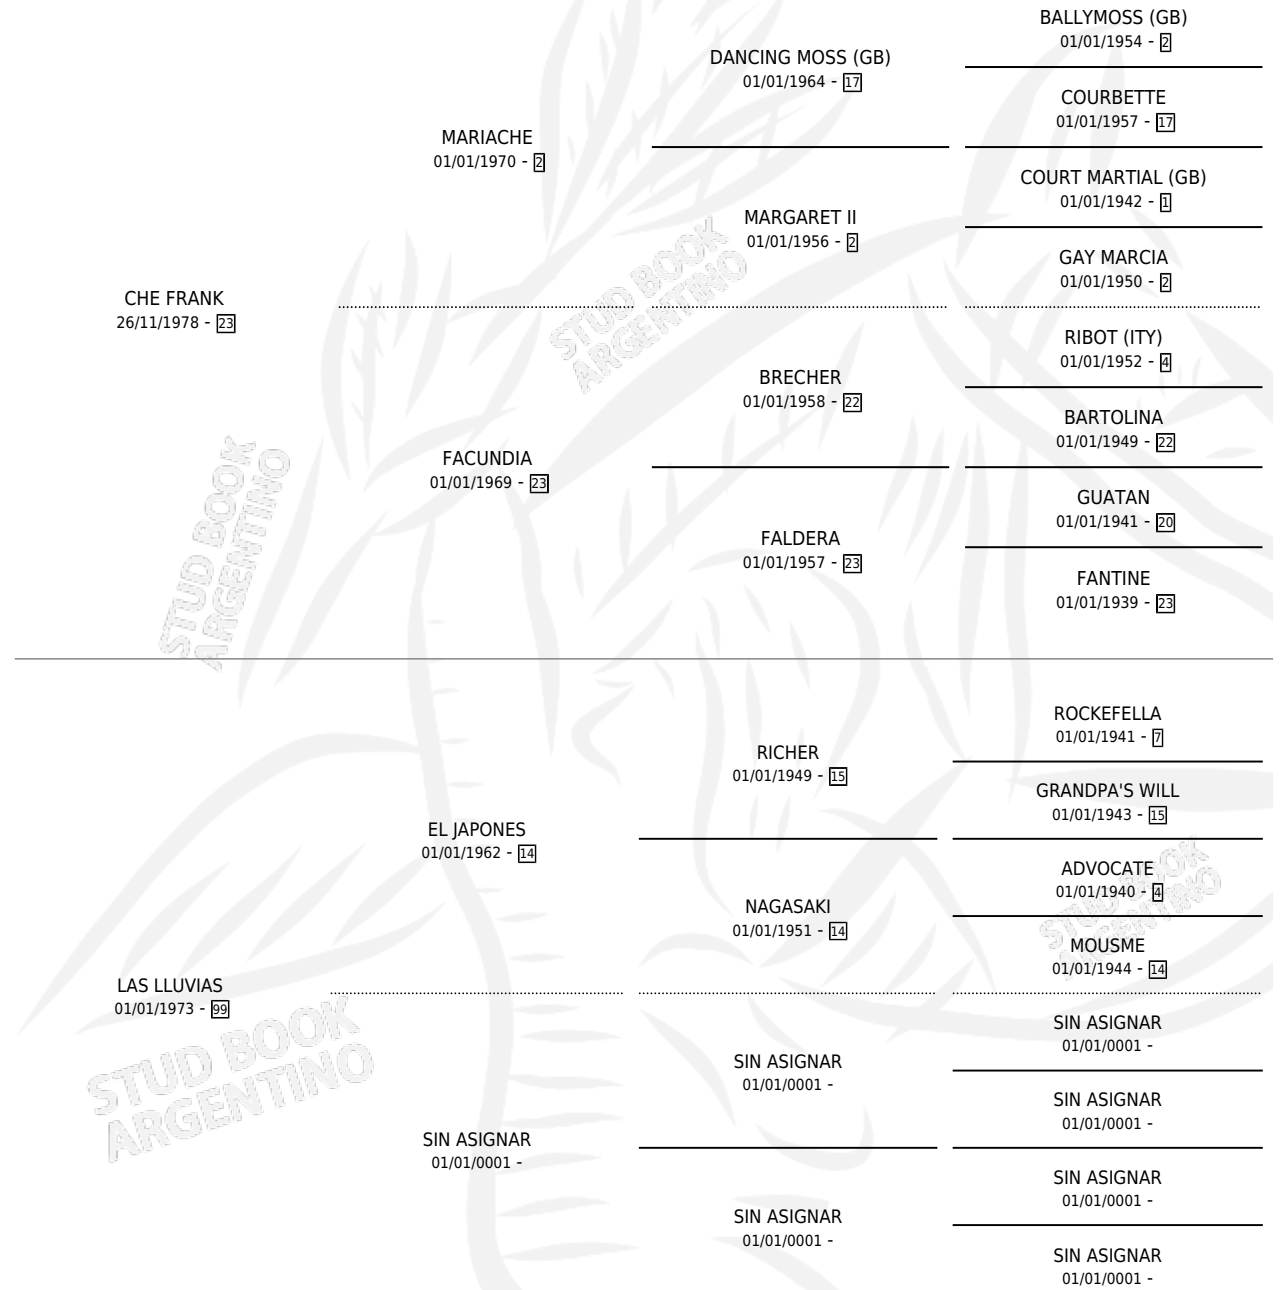 BALLYMOSS (GB)
01/01/1954 - 2
DANCING MOSS (GB)
01/01/1964 - 17
COURBETTE
01/01/1957 - 17
MARIACHE
01/01/1970 - 2
COURT MARTIAL (GB)
01/01/1942 - 1
MARGARET II
01/01/1956 - 2
GAY MARCIA
01/01/1950 - 2
CHE FRANK
26/11/1978 - 23
STUD BOOK
ARGENTINO
RIBOT (ITY)
01/01/1952 - 4
BRECHER
01/01/1958 - 22
BARTOLINA
01/01/1949 - 22
FACUNDIA
01/01/1969 - 23
GUATAN
01/01/1941 - 20
FALDERA
01/01/1957 - 23
FANTINE
01/01/1939 - 23
STUD BOOK
ARGENTINO
ROCKEFELLA
01/01/1941 - 7
RICHER
01/01/1949 - 15
GRANDPA'S WILL
01/01/1943 - 15
EL JAPONES
01/01/1962 - 14
ADVOCATE
01/01/1940 - 4
NAGASAKI
01/01/1951 - 14
MOUSME
01/01/1944 - 14
STUD BOOK
ARGENTINO
LAS LLUVIAS
01/01/1973 - 99
SIN ASIGNAR
01/01/0001 -
SIN ASIGNAR
01/01/0001 -
SIN ASIGNAR
01/01/0001 -
STUD BOOK
ARGENTINO
SIN ASIGNAR
01/01/0001 -
SIN ASIGNAR
01/01/0001 -
SIN ASIGNAR
01/01/0001 -
SIN ASIGNAR
01/01/0001 -